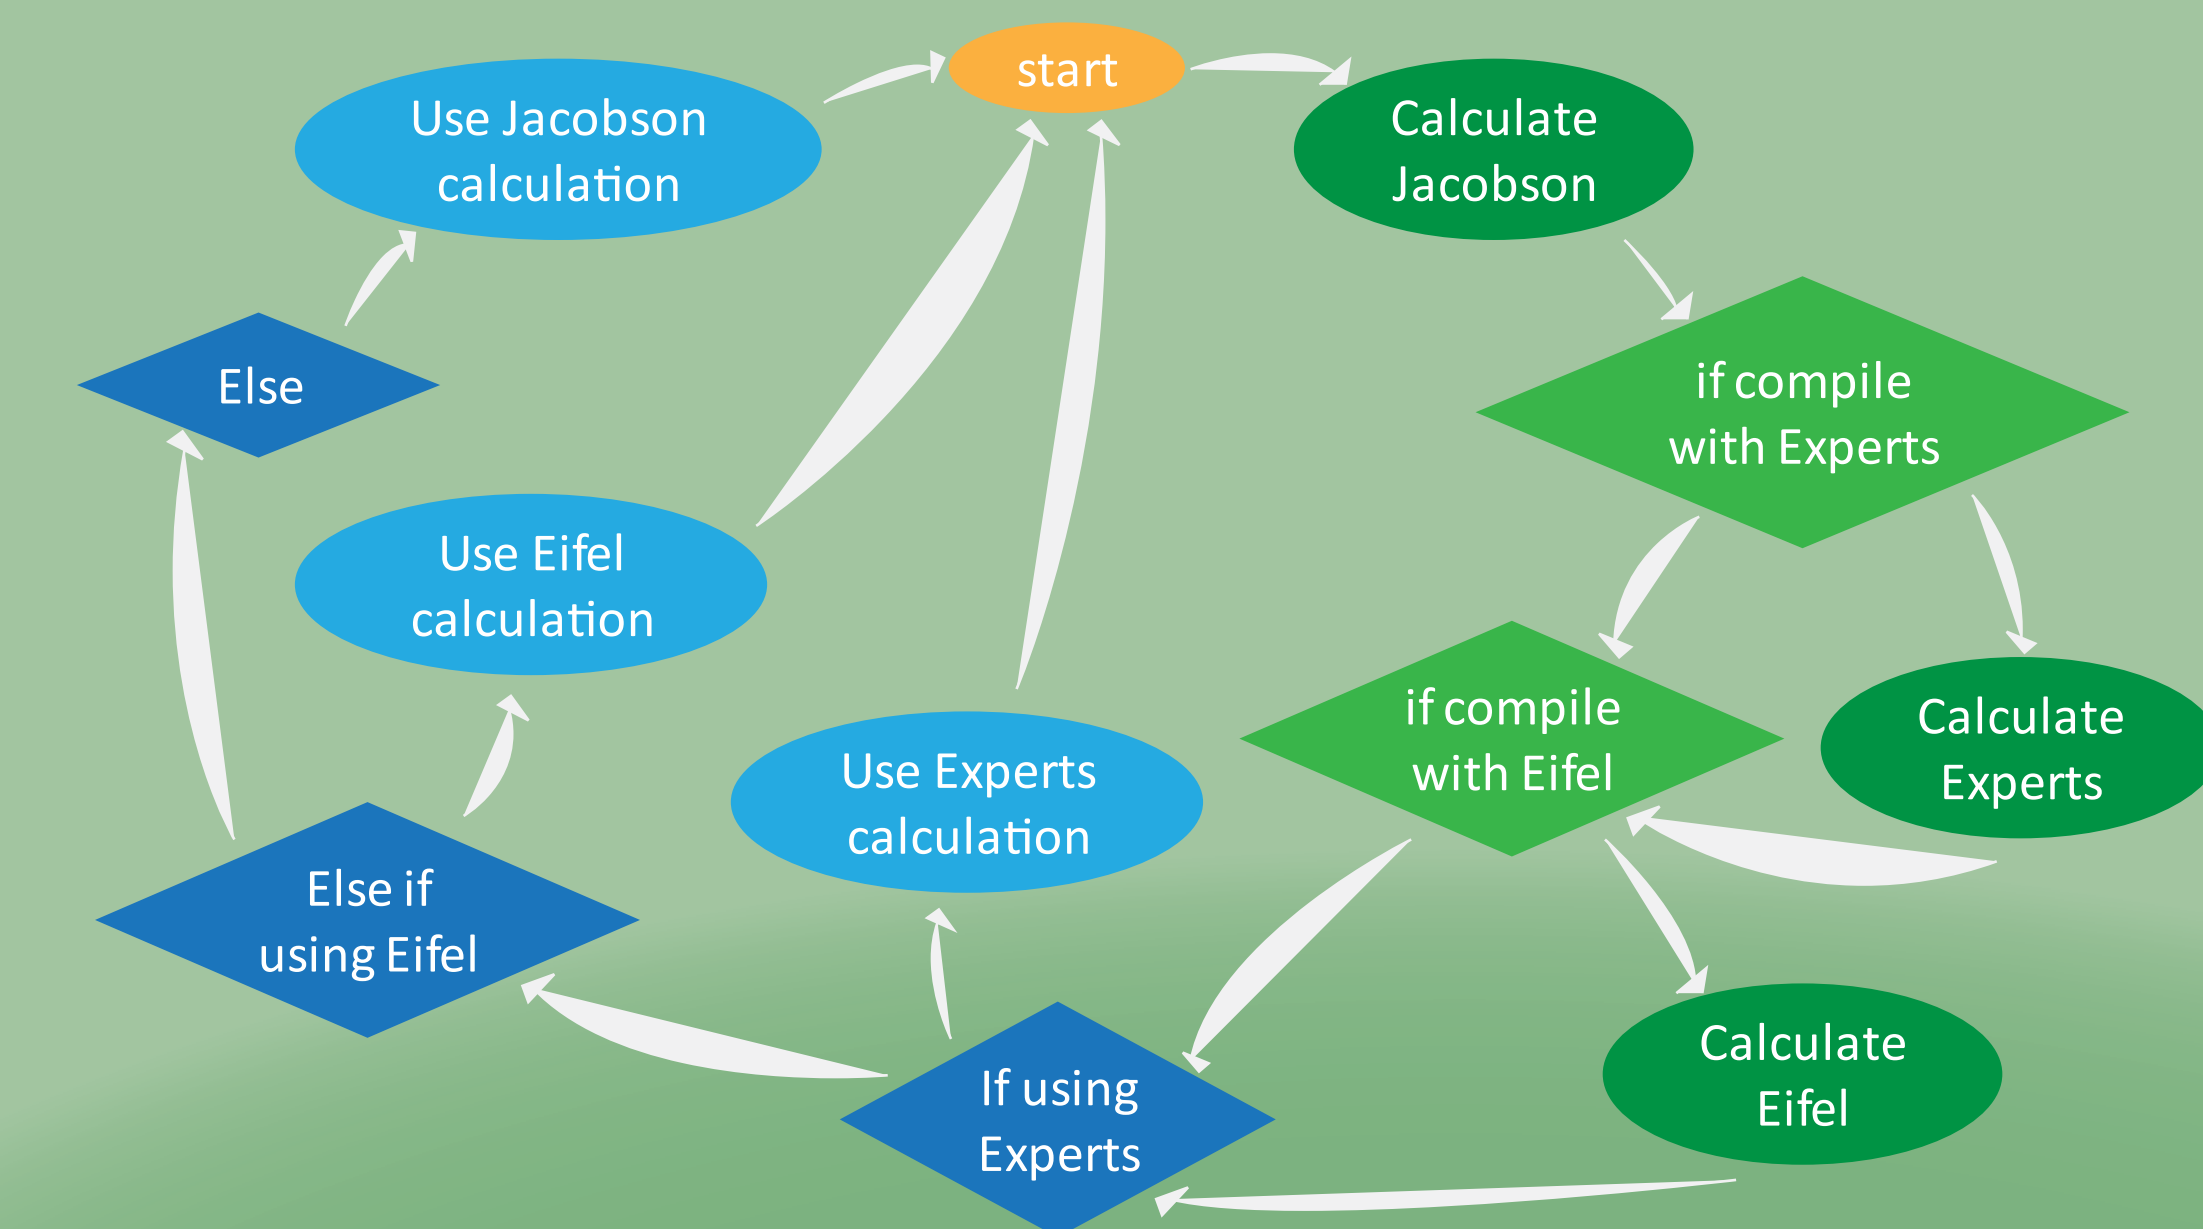 start
Use Jacobson
calculation
Calculate
Jacobson
Else
if compile
with Experts
Use Eifel
calculation
if compile
with Eifel
Calculate
Experts
Use Experts
calculation
Else if
using Eifel
If using
Experts
Calculate
Eifel